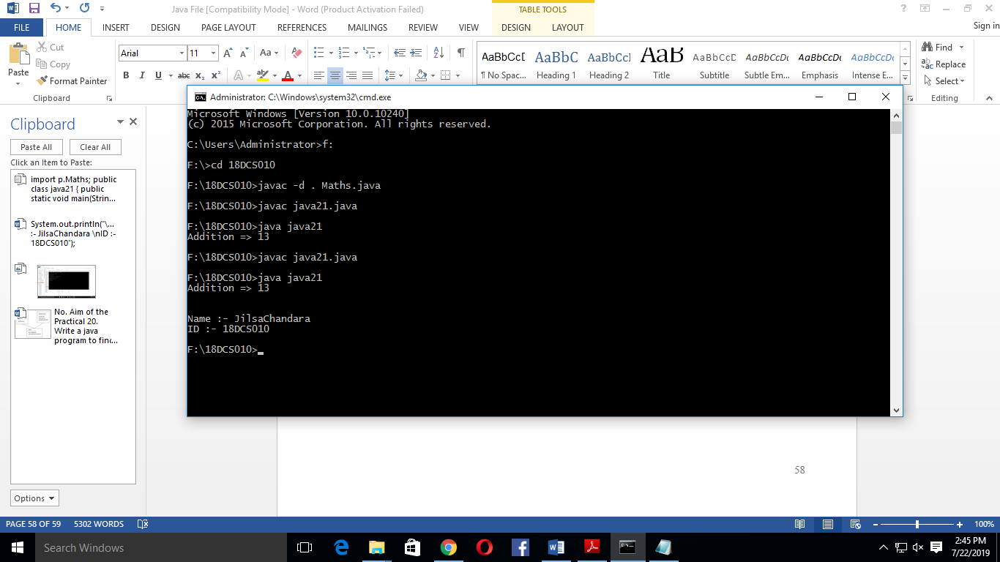 Java File [Compatibility Mode] - Word (Product Activation Failed)
TABLE TOOLS
FILE
HOME
INSERT
DESIGN
PAGE LAYOUT
REFERENCES
MAILINGS
REVIEW
VIEW
DESIGN
LAYOUT
Sign in
Paste
Cut
Copy
Format Painter
Clipboard
Arial
11
AaBbCcD
¶ No Spac...
AaBbC
Heading 1
AaBbCcI
Heading 2
AaB
Title
AaBbCcD
Subtitle
AaBbCcDc
Subtle Em...
AaBbCcDc
Emphasis
AaBbCcDc
Intense E...
Find
Replace
Select
Editing
Clipboard
Paste All
Clear All
Click an Item to Paste:
import p.Maths; public
class java21 { public
static void main(Strin...
System.out.println("\...
:- JilsaChandara \nID :-
18DCS010");
No. Aim of the
Practical 20.
Write a java
program to find...
Options
Administrator: C:\Windows\system32\cmd.exe
Microsoft Windows [Version 10.0.10240]
(c) 2015 Microsoft Corporation. All rights reserved.
C:\Users\Administrator>f:
F:\>cd 18DCS010
F:\18DCS010>javac -d . Maths.java
F:\18DCS010>javac java21.java
F:\18DCS010>java java21
Addition => 13
F:\18DCS010>javac java21.java
F:\18DCS010>java java21
Addition => 13
Name :- JilsaChandara
ID :- 18DCS010
F:\18DCS010>
58
PAGE 58 OF 59
5302 WORDS
100%
Search Windows
2:45 PM
7/22/2019